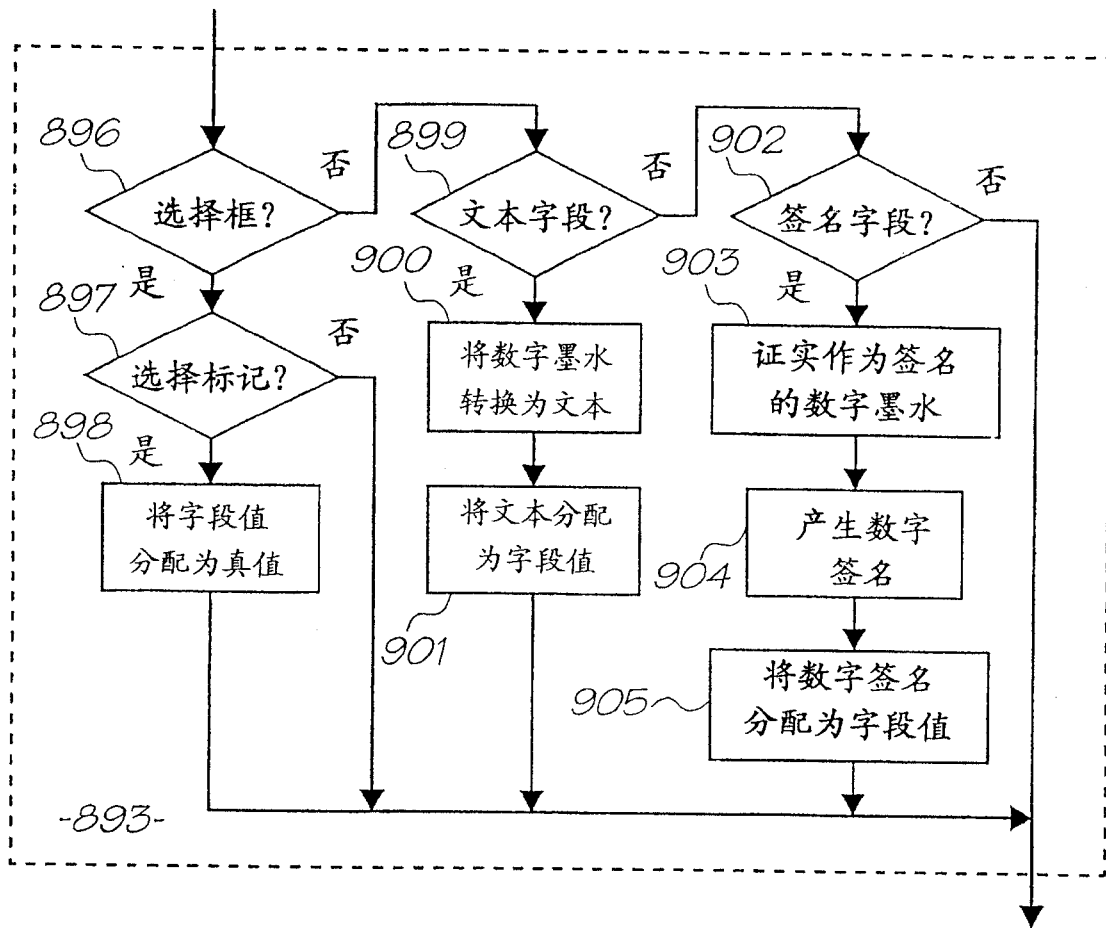 896
选择框?
否
899
文本字段?
否
902
签名字段?
否
是
897
选择标记?
否
900
是
将数字墨水
转换为文本
903
是
证实作为签名
的数字墨水
898
是
将字段值
分配为真值
将文本分配
为字段值
901
904
产生数字
签名
905
将数字签名
分配为字段值
-893-